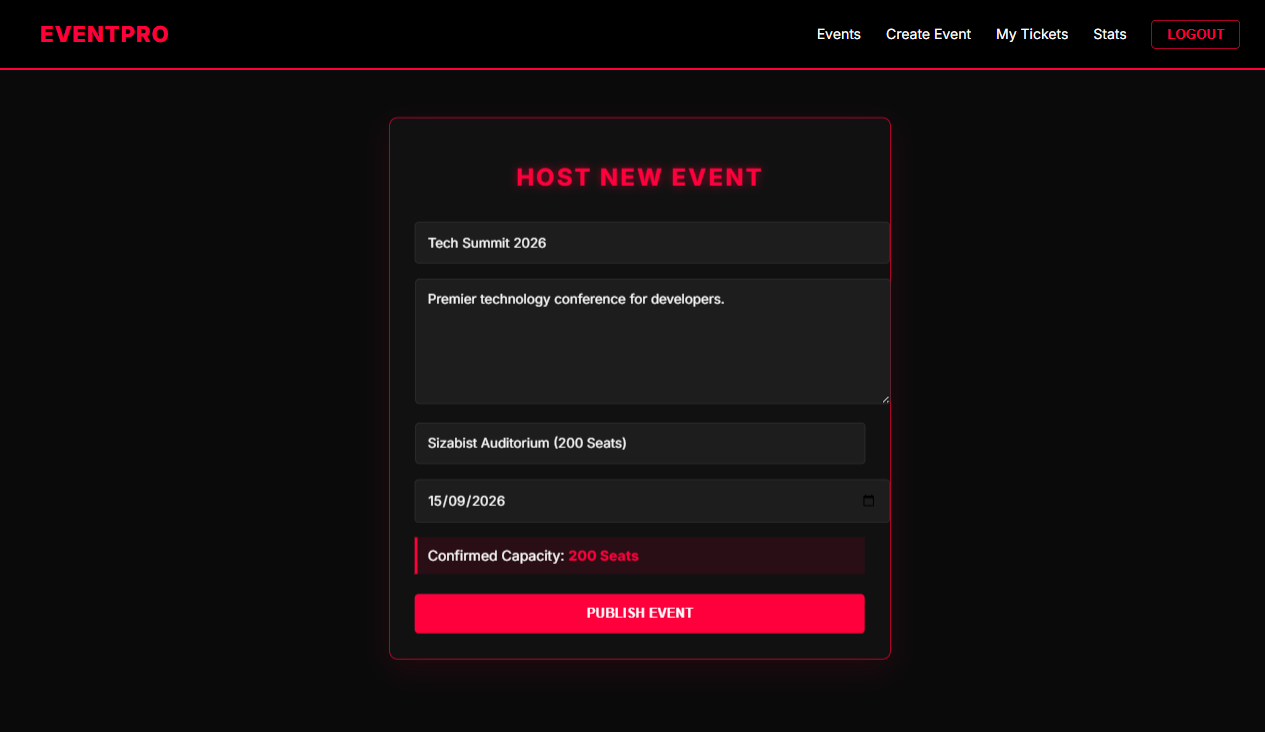 EVENTPRO
Events Create Event My Tickets Stats LOGOUT
HOST NEW EVENT
Tech Summit 2026
Premier technology conference for developers.
Sizabist Auditorium (200 Seats)
15/09/2026
Confirmed Capacity: 200 Seats
PUBLISH EVENT